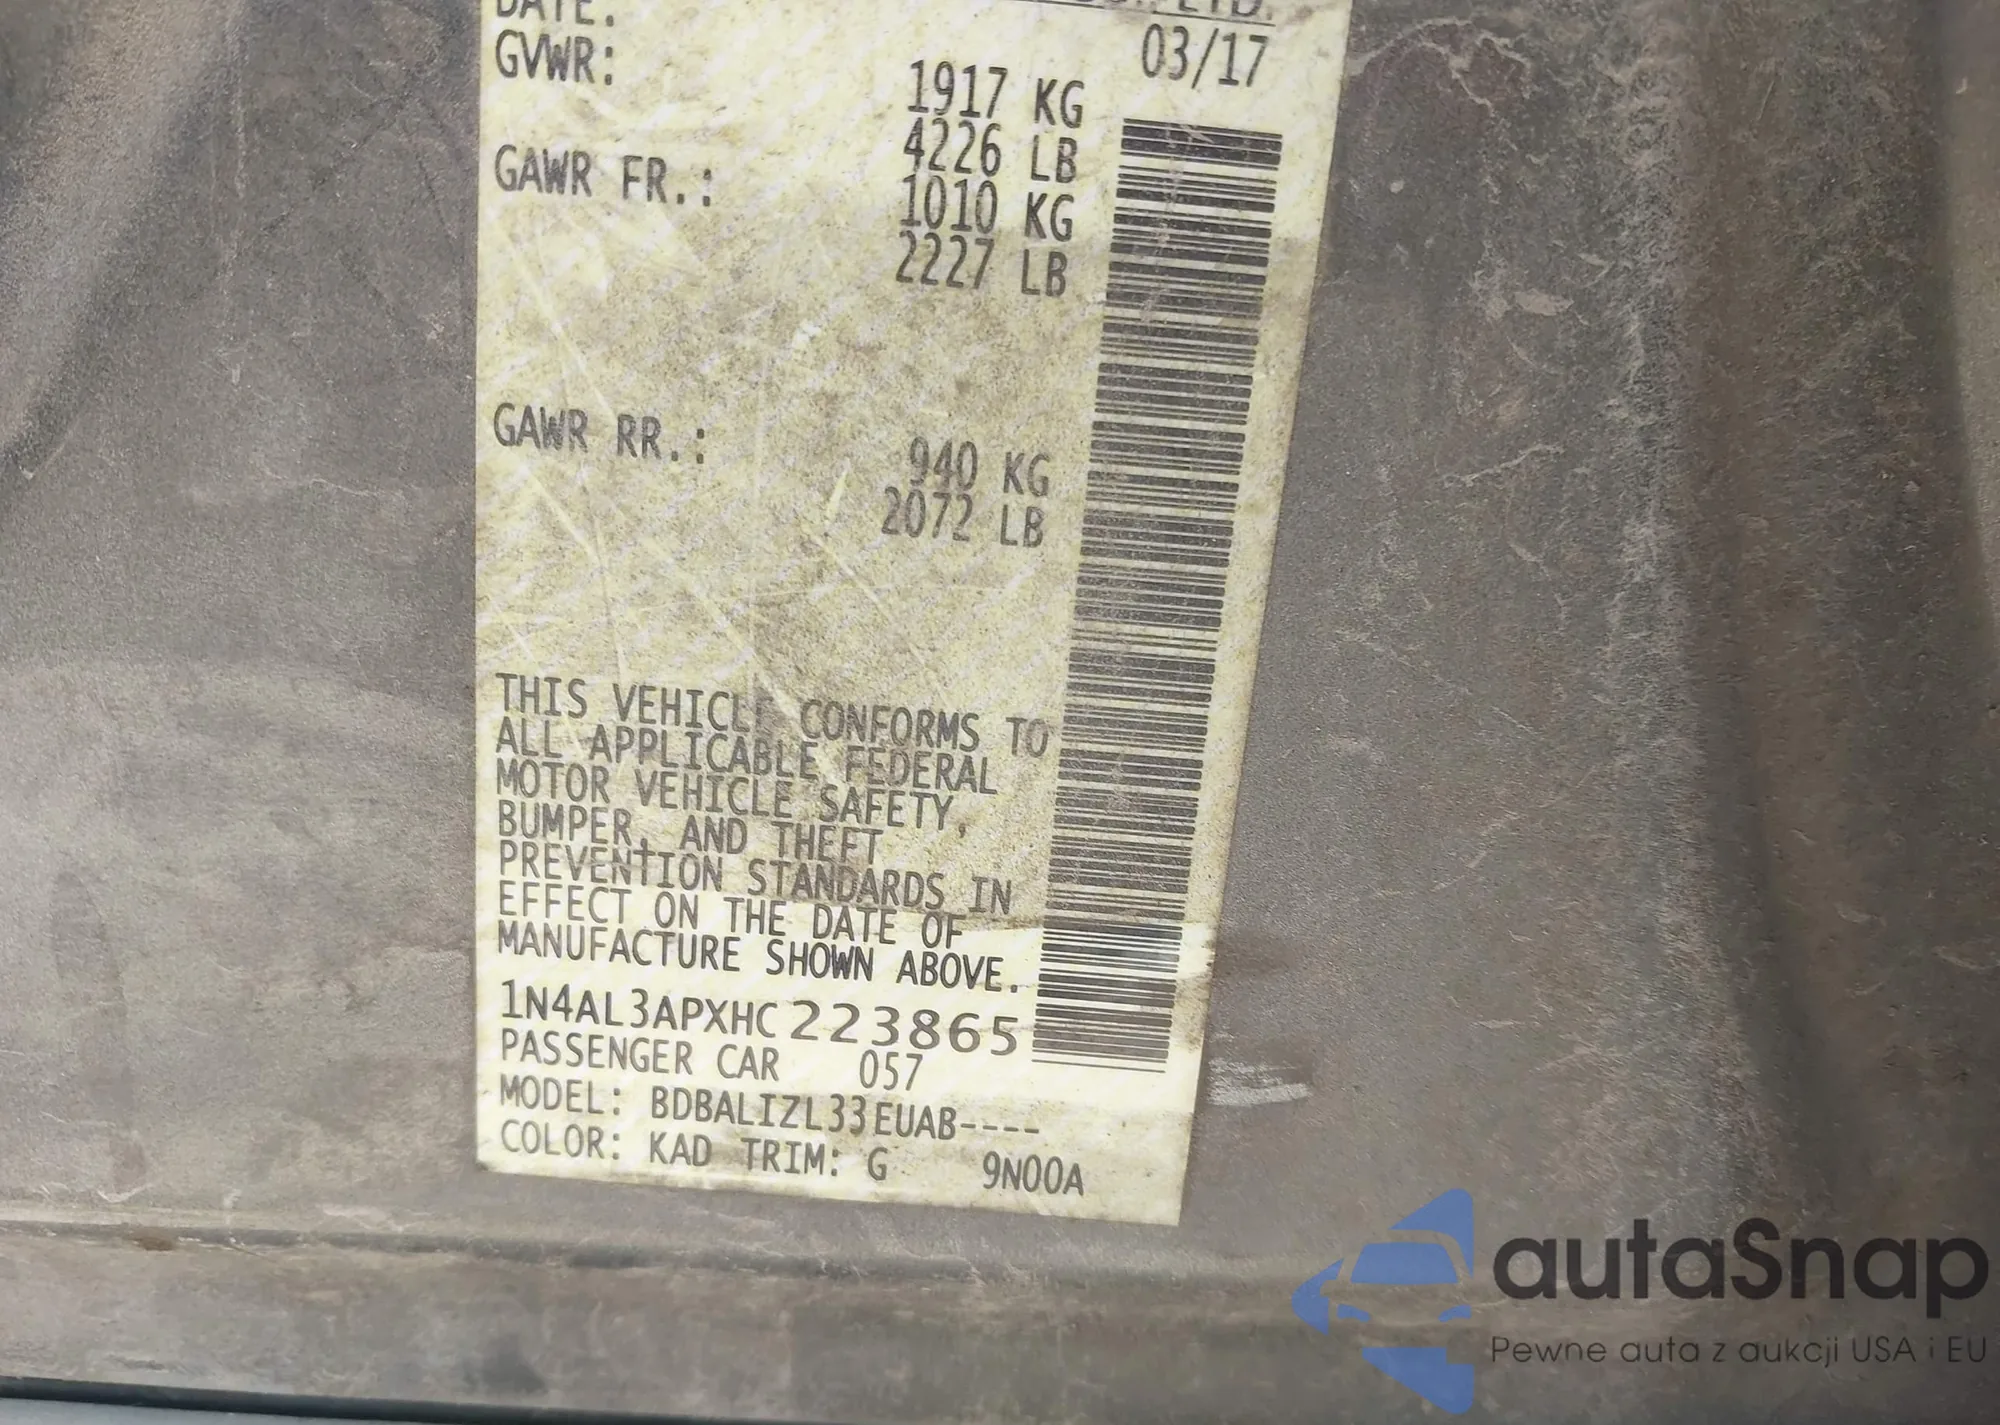 DATE:
LTD.
03/17
GVWR:
1917 KG
4226 LB
GAWR FR.:
1010 KG
2227 LB
GAWR RR.:
940 KG
2072 LB
THIS VEHICLE CONFORMS TO
ALL APPLICABLE FEDERAL
MOTOR VEHICLE SAFETY,
BUMPER, AND THEFT
PREVENTION STANDARDS IN
EFFECT ON THE DATE OF
MANUFACTURE SHOWN ABOVE.
1N4AL3APXHC223865
PASSENGER CAR 057
MODEL: BDBALIZL33EUAB----
COLOR: KAD TRIM: G 9N00A
autaSnap
Pewne auta z aukcji USA i EU